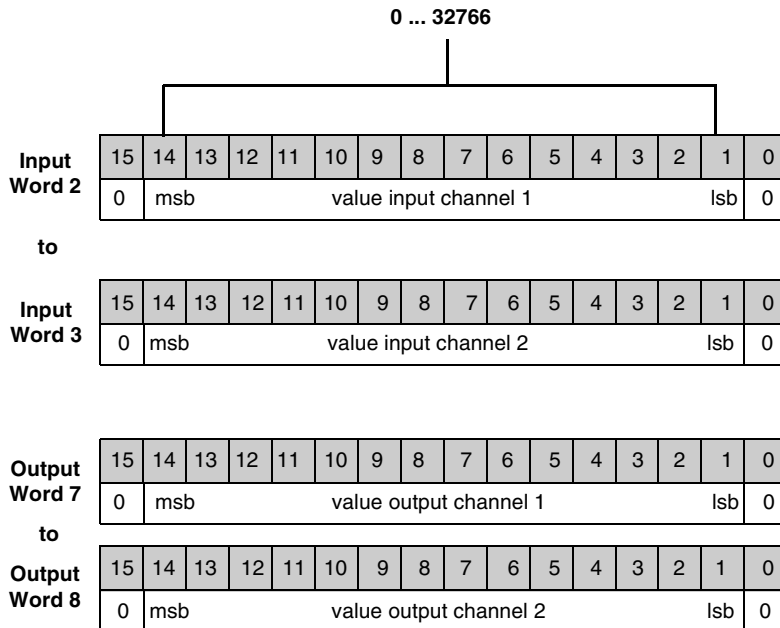 0 ... 32766
Input Word 2
15 14 13 12 11 10 9 8 7 6 5 4 3 2 1 0
0 msb value input channel 1 lsb 0
to
Input Word 3
15 14 13 12 11 10 9 8 7 6 5 4 3 2 1 0
0 msb value input channel 2 lsb 0
Output Word 7
15 14 13 12 11 10 9 8 7 6 5 4 3 2 1 0
0 msb value output channel 1 lsb 0
to
Output Word 8
15 14 13 12 11 10 9 8 7 6 5 4 3 2 1 0
0 msb value output channel 2 lsb 0